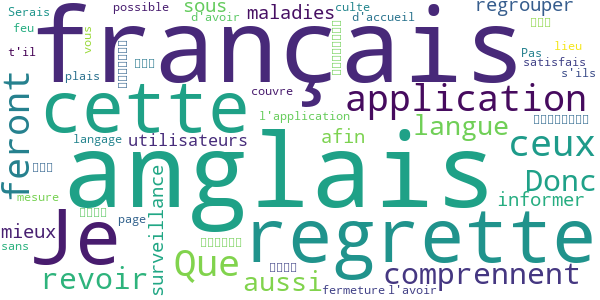 Serais possible sous maladies culte regrouper
feu d'avoir d'accueil
français
t'il vous Pas lieu
satisfais
plais couvre s'ils
feront cette application
l'application
langage utilisateurs afin langue ceux
anglais
surveillance Donc
mesure informer
page
mieux Je regrette
sans Que
revoir aussi comprennent
fermeture l'avoir